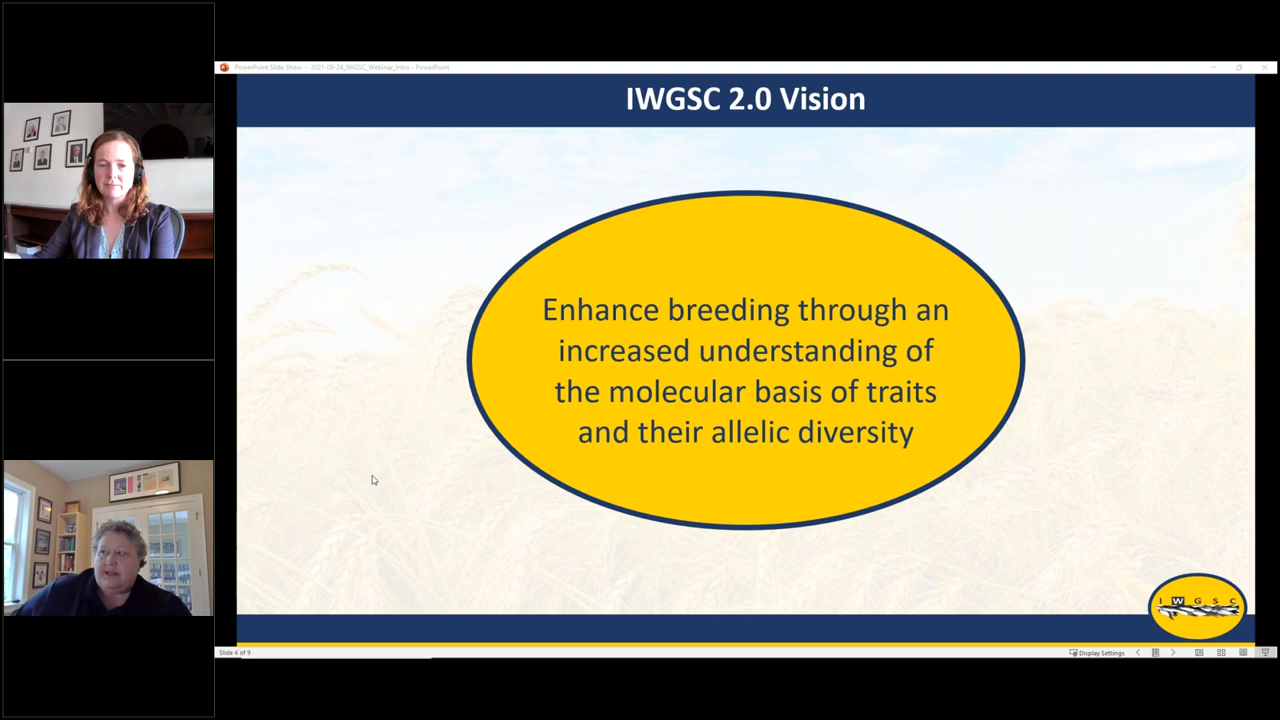 PowerPoint Slide Show - 2021-09-24_IWGSC_Webinar_Intro - PowerPoint
IWGSC 2.0 Vision
Enhance breeding through an
increased understanding of
the molecular basis of traits
and their allelic diversity
I W G S C
Slide 4 of 9
Display Settings